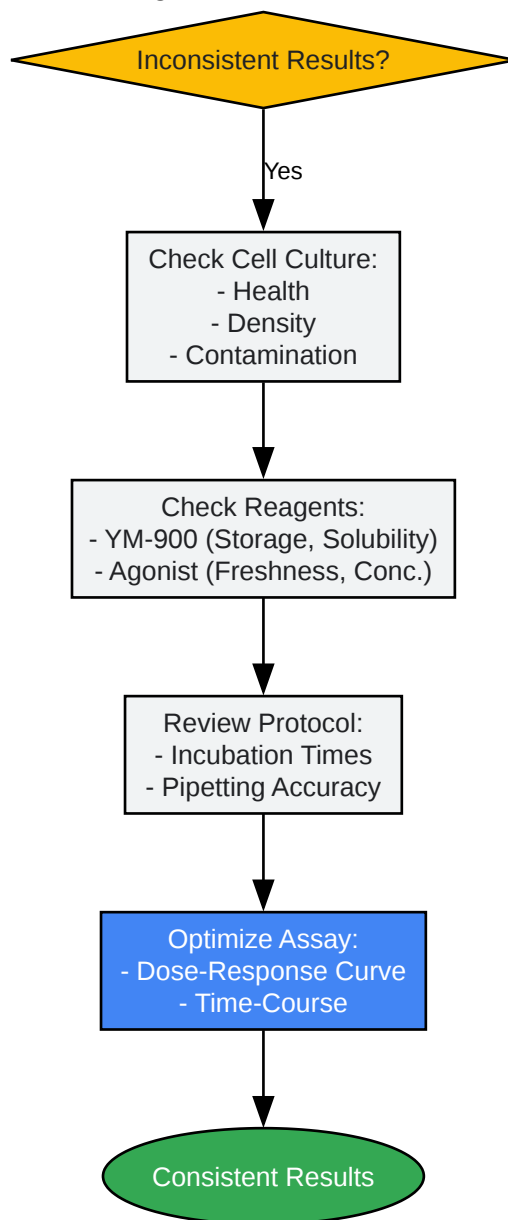 Inconsistent Results?
Yes
Check Cell Culture:
- Health
- Density
- Contamination
Check Reagents:
- YM-900 (Storage, Solubility)
- Agonist (Freshness, Conc.)
Review Protocol:
- Incubation Times
- Pipetting Accuracy
Optimize Assay:
- Dose-Response Curve
- Time-Course
Consistent Results